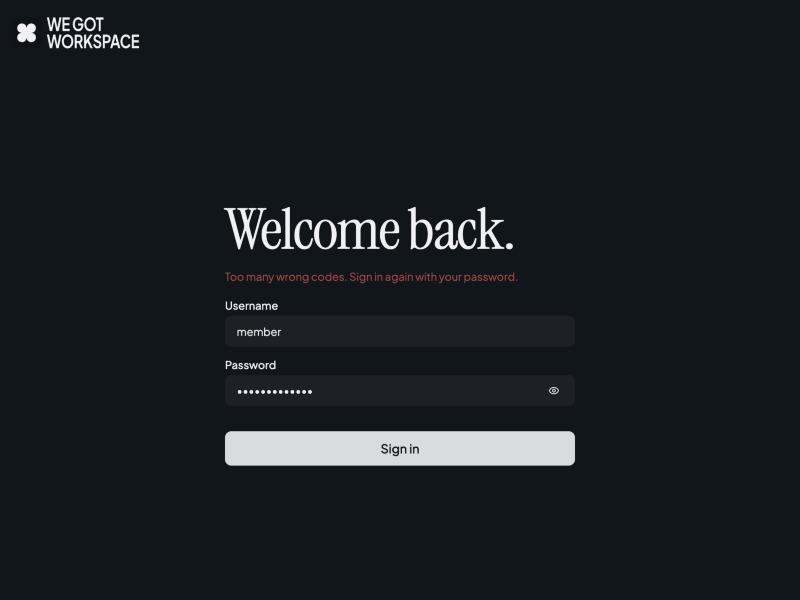 WE GOT
WORKSPACE
Welcome back.
Too many wrong codes. Sign in again with your password.
Username
member
Password
•••••••••••••
Sign in